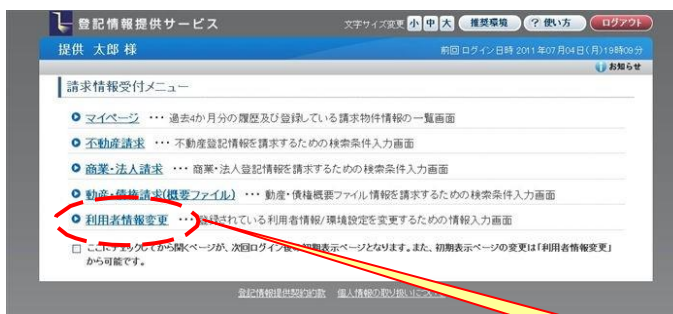 登記情報提供サービス
文字サイズ変更 小 中 大 推奨環境 ? 使い方 ログアウト
提供 太郎 様
前回ログイン日時 2011年07月04日(月)19時09分
お知らせ
請求情報受付メニュー
マイページ ・・・ 過去4か月分の履歴及び登録している請求物件情報の一覧画面
不動産請求 ・・・ 不動産登記情報を請求するための検索条件入力画面
商業・法人請求 ・・・ 商業・法人登記情報を請求するための検索条件入力画面
動産・債権請求(概要ファイル) ・・・ 動産・債権概要ファイル情報を請求するための検索条件入力画面
利用者情報変更 ・・・ 登録されている利用者情報/環境設定を変更するための情報入力画面
ここにチェックしてから開くページが、次回ログイン後の初期表示ページとなります。また、初期表示ページの変更は「利用者情報変更」
から可能です。
登記情報提供契約約款 個人情報の取り扱いについて